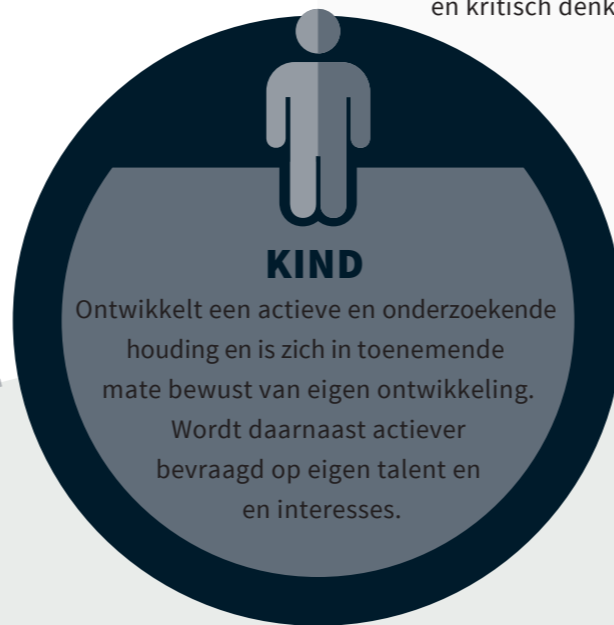 en kritisch denk
KIND
Ontwikkelt een actieve en onderzoekende
houding en is zich in toenemende
mate bewust van eigen ontwikkeling.
Wordt daarnaast actiever
bevraagd op eigen talent en
en interesses.